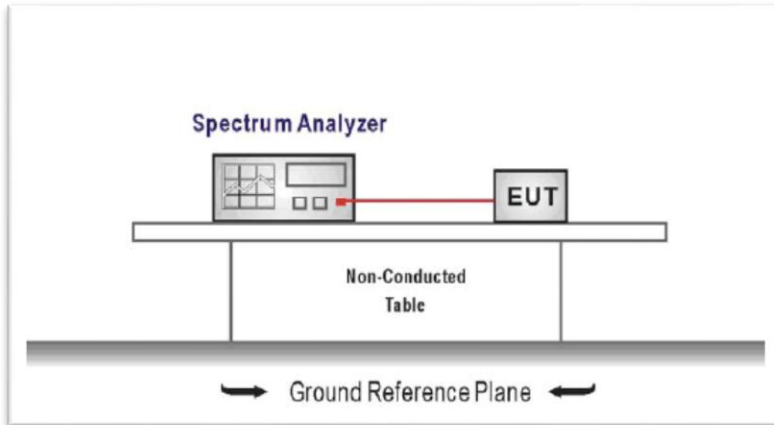 Spectrum Analyzer
EUT
Non-Conducted
Table
Ground Reference Plane